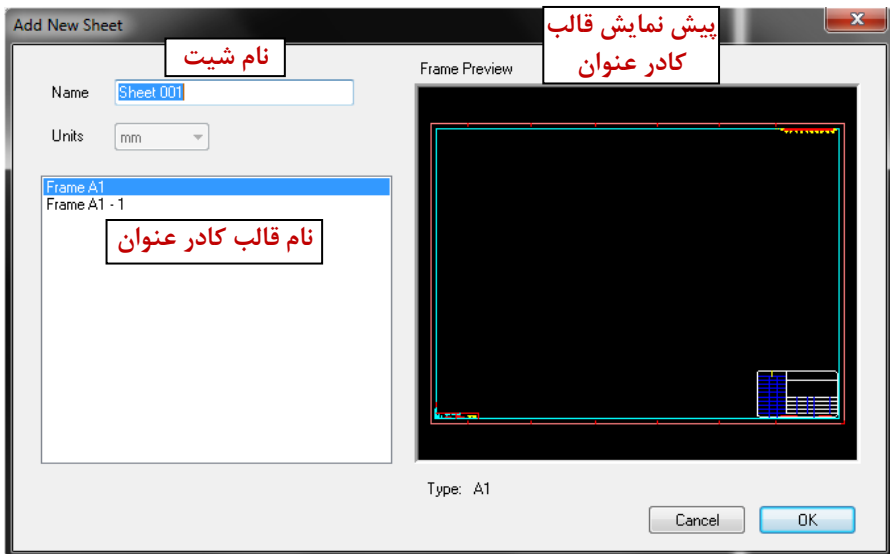 Add New Sheet
نام شیت
پیش نمایش قالب
کادر عنوان
Frame Preview
Name Sheet 001
Units mm
Frame A1
Frame A1 - 1
نام قالب کادر عنوان
Type: A1
Cancel OK